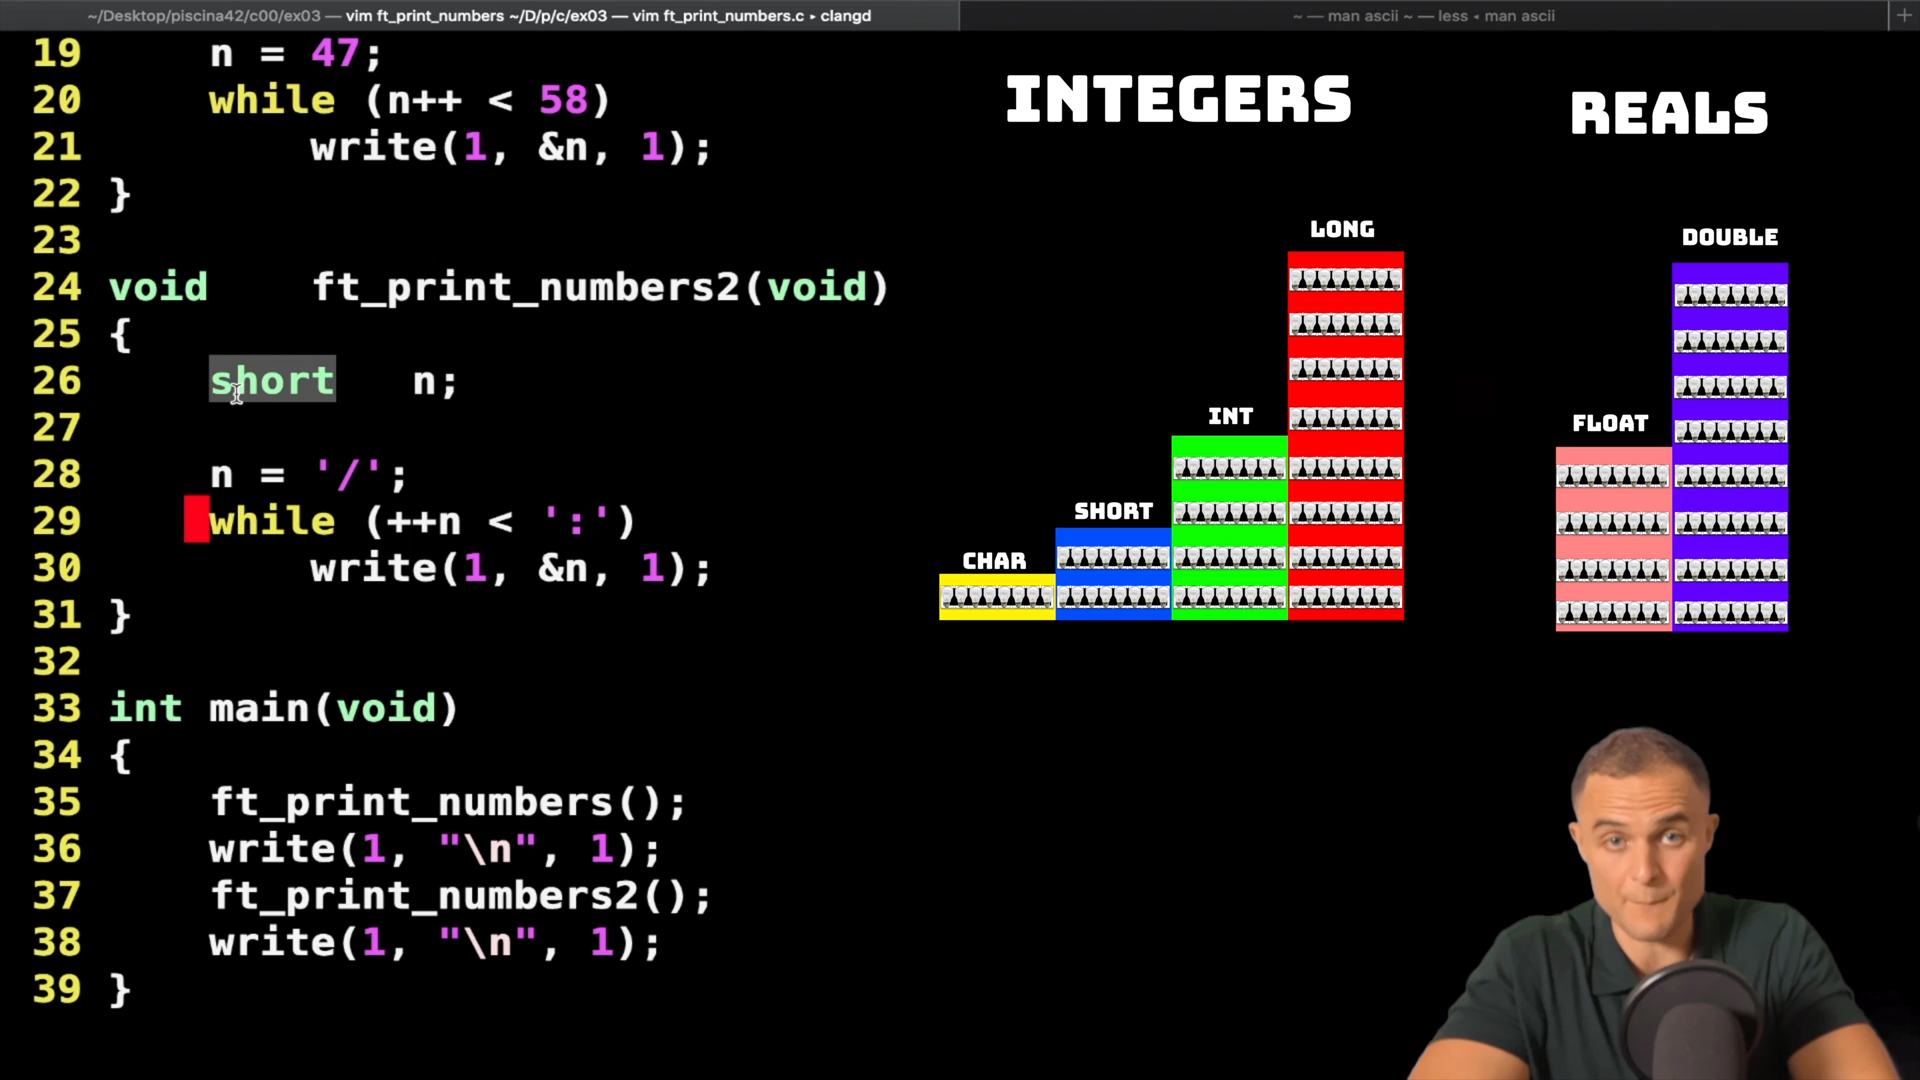 ~/Desktop/piscina42/c00/ex03 — vim ft_print_numbers ~/D/p/c/ex03 — vim ft_print_numbers.c ▸ clangd
~ — man ascii ~ — less ◂ man ascii
19 n = 47;
20 while (n++ < 58)
21 write(1, &n, 1);
22 }
23
24 void ft_print_numbers2(void)
25 {
26 short n;
27
28 n = '/';
29 while (++n < ':')
30 write(1, &n, 1);
31 }
32
33 int main(void)
34 {
35 ft_print_numbers();
36 write(1, "\n", 1);
37 ft_print_numbers2();
38 write(1, "\n", 1);
39 }
INTEGERS
CHAR
SHORT
INT
LONG
REALS
FLOAT
DOUBLE